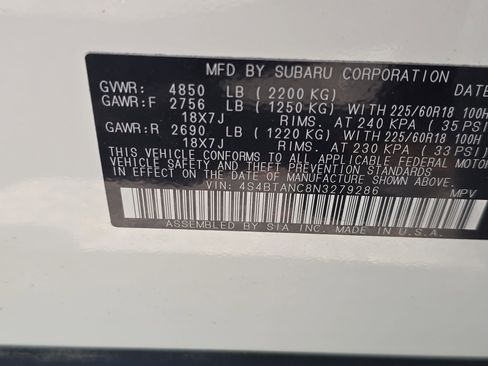 MFD BY SUBARU CORPORATION DATE
GVWR: 4850 LB ( 2200 KG)
GAWR:F 2756 LB ( 1250 KG) WITH 225/60R18
18X7J RIMS. AT 240 KPA ( 35 PSI
GAWR:R 2690 LB ( 1220 KG) WITH 225/60R18
18X7J RIMS. AT 230 KPA ( 33 PSI
THIS VEHICLE CONFORMS TO ALL APPLICABLE FEDERAL MOTOR
VEHICLE SAFETY AND THEFT PREVENTION STANDARDS
IN EFFECT ON THE DATE OF MANUFACTURE SHOWN ABOVE.
VIN: 4S4BTANC8N3279286 MPV
ASSEMBLED BY SIA INC. MADE IN U.S.A.